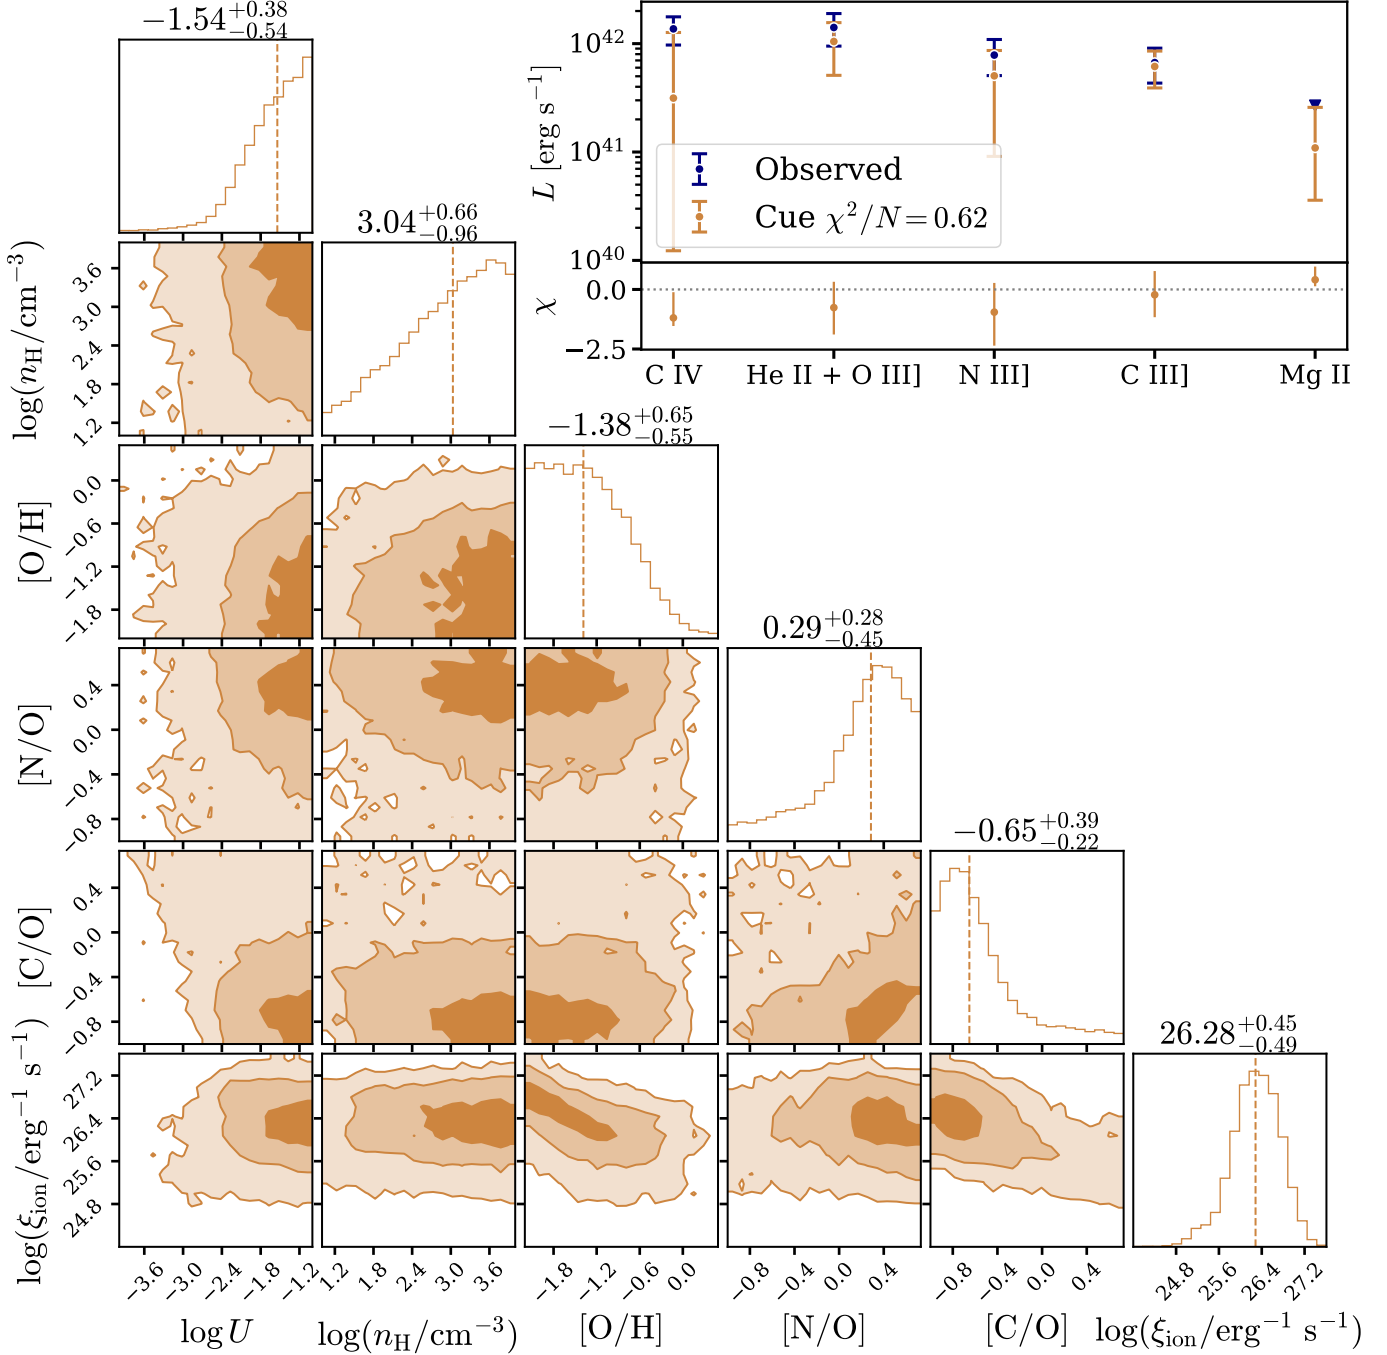 −1.54+0.38−0.54
10^42
10^41
10^40
L [erg s−1]
Observed
Cue χ2/N = 0.62
0.0
−2.5
χ
C IV He II + O III] N III] C III] Mg II
3.04+0.66−0.96
log(nH/cm−3)
3.6
3.0
2.4
1.8
1.2
−1.38+0.65−0.55
[O/H]
0.0
−0.6
−1.2
−1.8
0.29+0.28−0.45
[N/O]
0.4
0.0
−0.4
−0.8
−0.65+0.39−0.22
[C/O]
0.4
0.0
−0.4
−0.8
26.28+0.45−0.49
log(ξion/erg−1 s−1)
27.2
26.4
25.6
24.8
−3.6 −3.0 −2.4 −1.8 −1.2 1.2 1.8 2.4 3.0 3.6 −1.8 −1.2 −0.6 0.0 −0.8 −0.4 0.0 0.4 −0.8 −0.4 0.0 0.4 24.8 25.6 26.4 27.2
log U log(nH/cm−3) [O/H] [N/O] [C/O] log(ξion/erg−1 s−1)